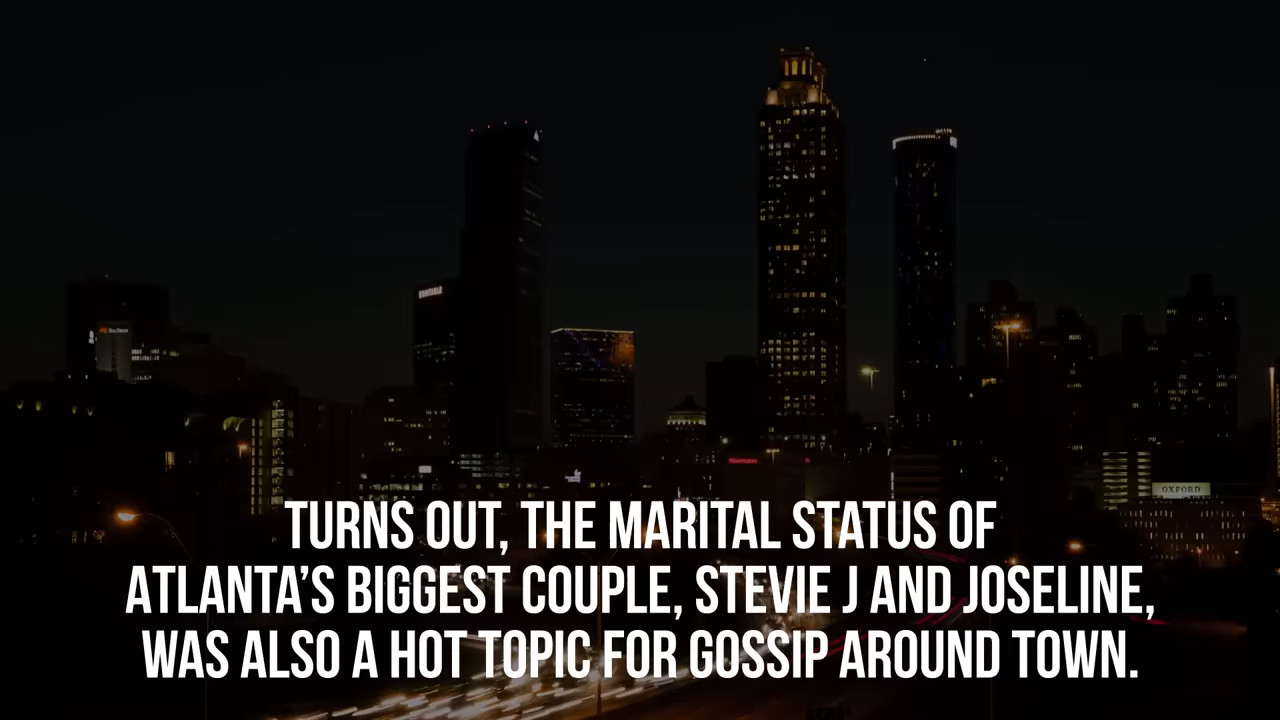 EQUITABLE
OXFORD
TURNS OUT, THE MARITAL STATUS OF
ATLANTA’S BIGGEST COUPLE, STEVIE J AND JOSELINE,
WAS ALSO A HOT TOPIC FOR GOSSIP AROUND TOWN.